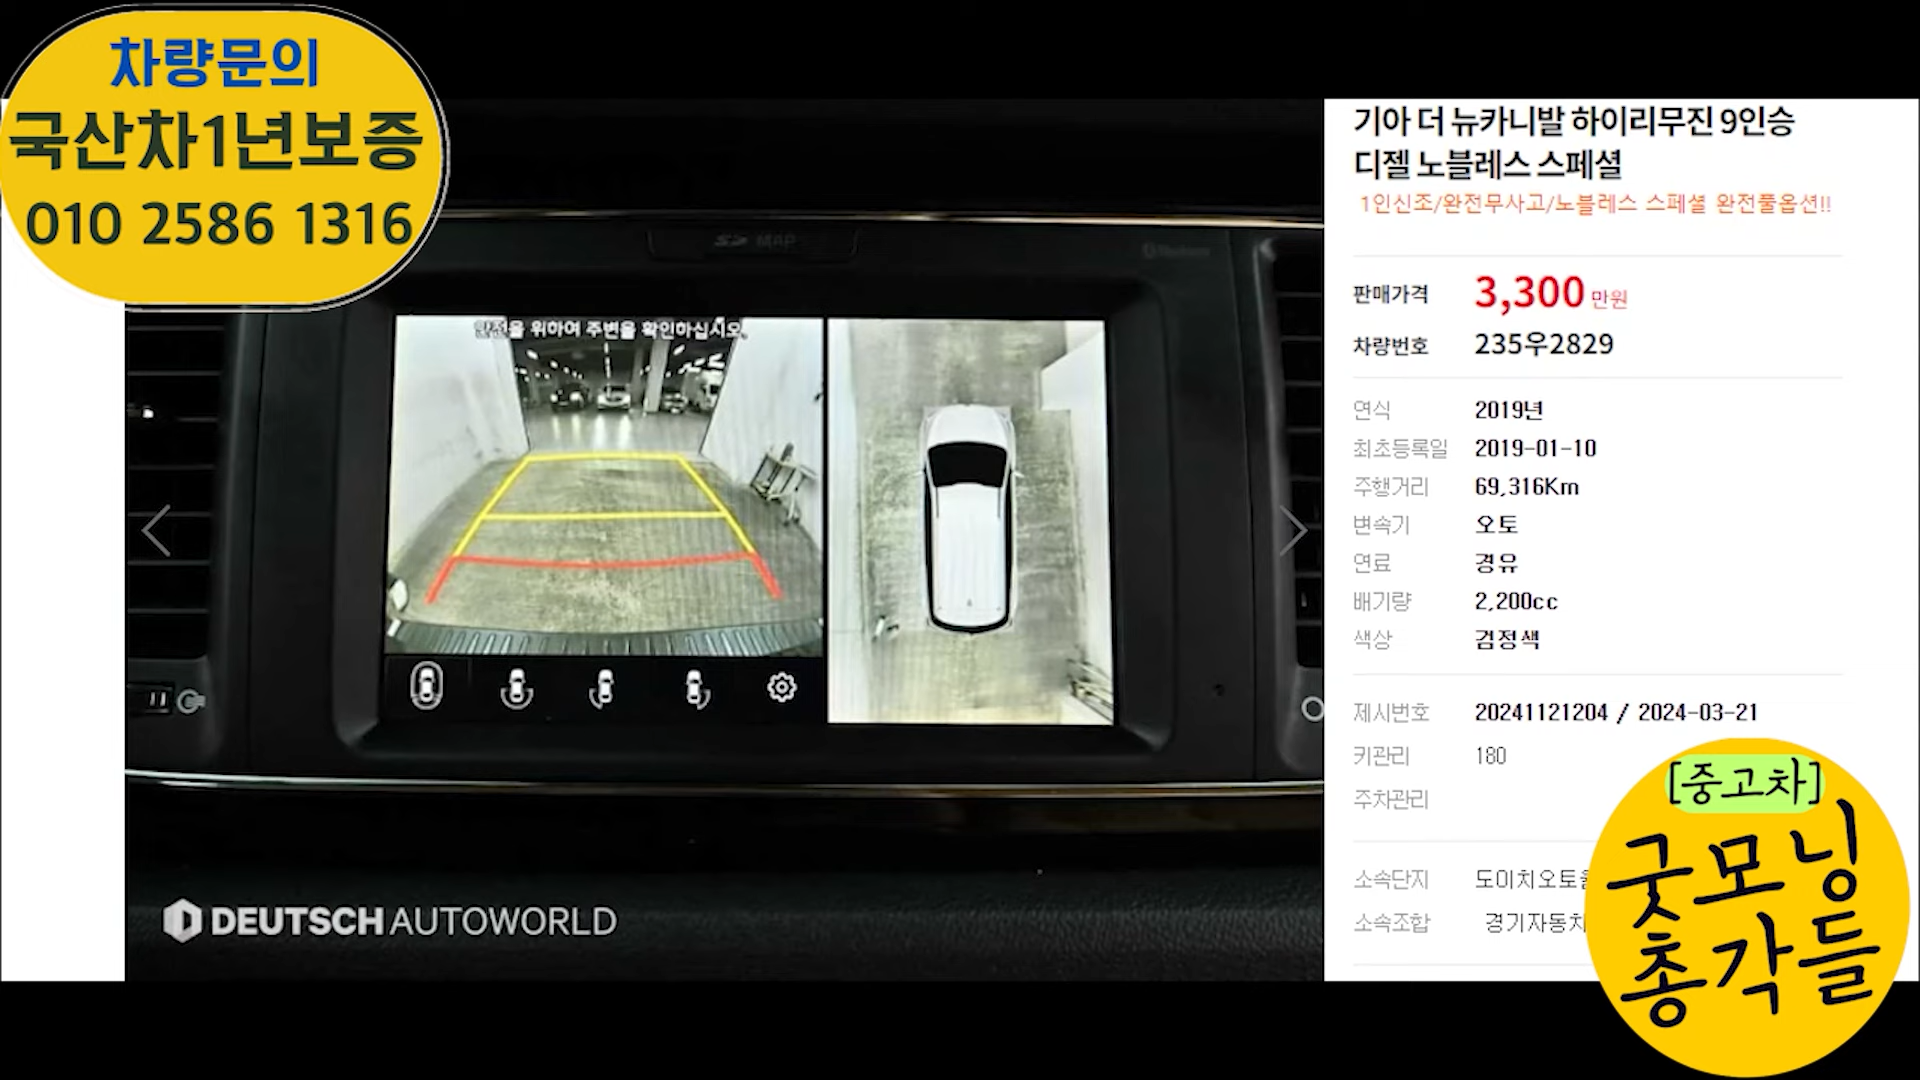 차량문의
국산차1년보증
010 2586 1316
기아 더 뉴카니발 하이리무진 9인승
디젤 노블레스 스페셜
1인신조/완전무사고/노블레스 스페셜 완전풀옵션!!
판매가격 3,300 만원
차량번호 235우2829
연식 2019년
최초등록일 2019-01-10
주행거리 69,316Km
변속기 오토
연료 경유
배기량 2,200cc
색상 검정색
제시번호 20241121204 / 2024-03-21
키관리 180
주차관리
소속단지 도이치오토
소속조합 경기자동차
SD MAP
안전을 위하여 주변을 확인하십시오.
DEUTSCH AUTOWORLD
[중고차]
굿모닝
총각들